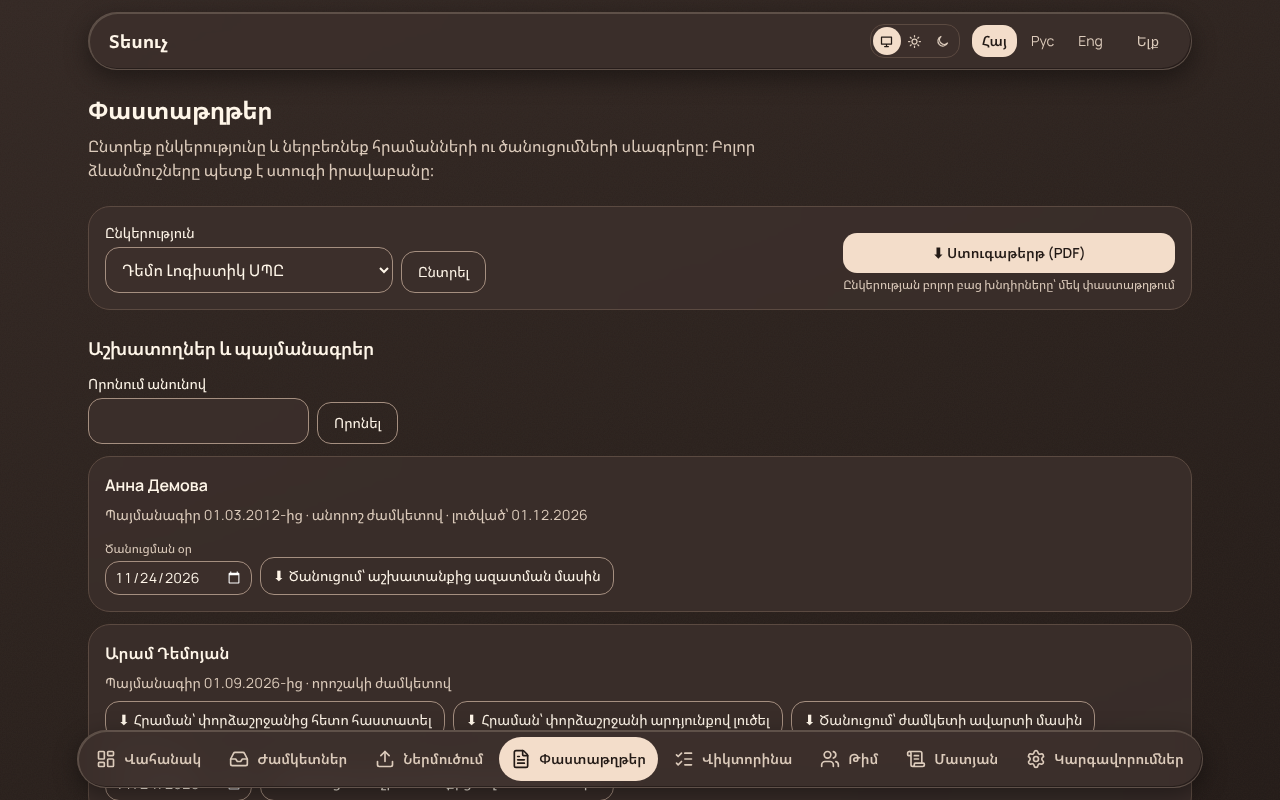 Տեսուչ
Հայ Рус Eng Ելք
Փաստաթղթեր
Ընտրեք ընկերությունը և ներբեռնեք հրամանների ու ծանուցումների սևագրերը: Բոլոր
ձևանմուշները պետք է ստուգի իրավաբանը:
Ընկերություն
Դեմո Լոգիստիկ ՍՊԸ
Ընտրել
⬇ Ստուգաթերթ (PDF)
Ընկերության բոլոր բաց խնդիրները՝ մեկ փաստաթղթում
Աշխատողներ և պայմանագրեր
Որոնում անունով
Որոնել
Анна Демова
Պայմանագիր 01.03.2012-ից · անորոշ ժամկետով · լուծված՝ 01.12.2026
Ծանուցման օր
11/24/2026
⬇ Ծանուցում՝ աշխատանքից ազատման մասին
Արամ Դեմոյան
Պայմանագիր 01.09.2026-ից · որոշակի ժամկետով
⬇ Հրաման՝ փորձաշրջանից հետո հաստատել ⬇ Հրաման՝ փորձաշրջանի արդյունքով լուծել ⬇ Ծանուցում՝ ժամկետի ավարտի մասին
Վահանակ Ժամկետներ Ներմուծում Փաստաթղթեր Վիկտորինա Թիմ Մատյան Կարգավորումներ